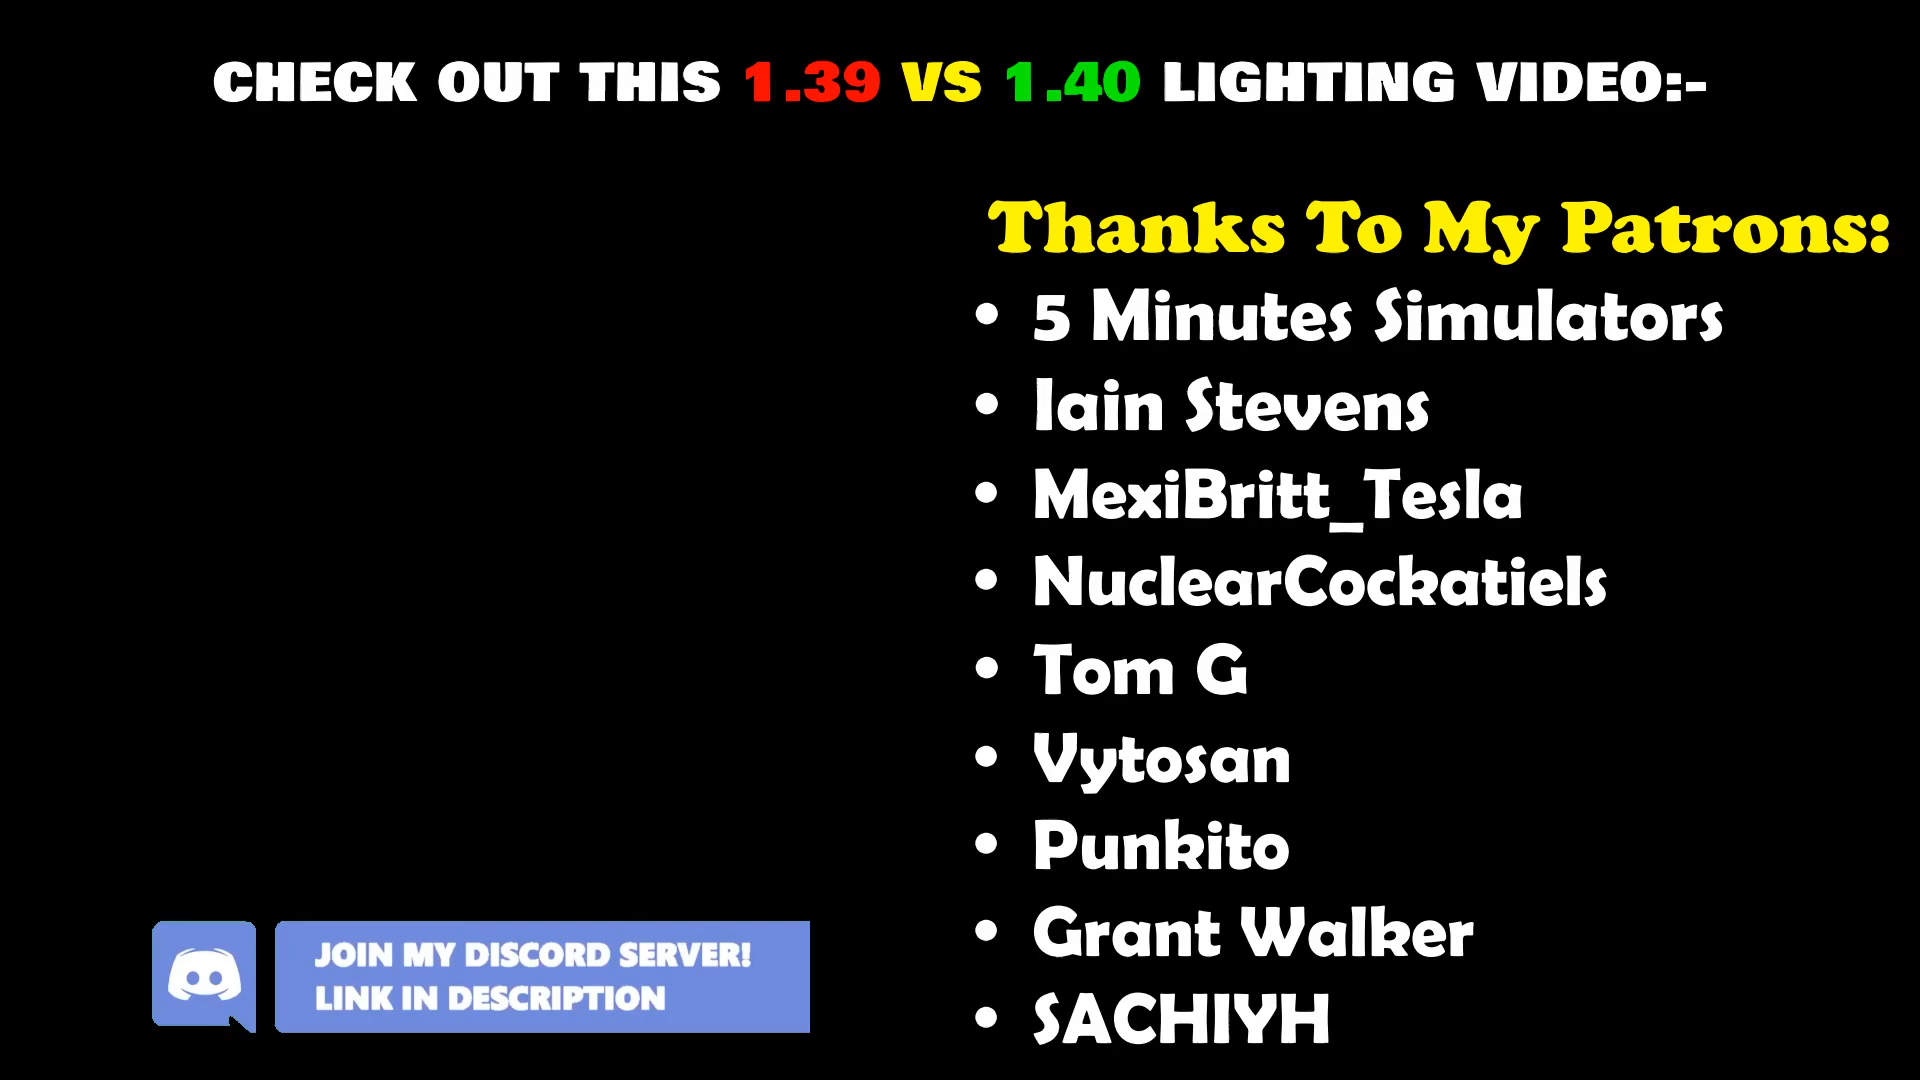 CHECK OUT THIS 1.39 VS 1.40 LIGHTING VIDEO:-
Thanks To My Patrons:
• 5 Minutes Simulators
• Iain Stevens
• MexiBritt_Tesla
• NuclearCockatiels
• Tom G
• Vytosan
• Punkito
• Grant Walker
• SACHIYH
JOIN MY DISCORD SERVER!
LINK IN DESCRIPTION